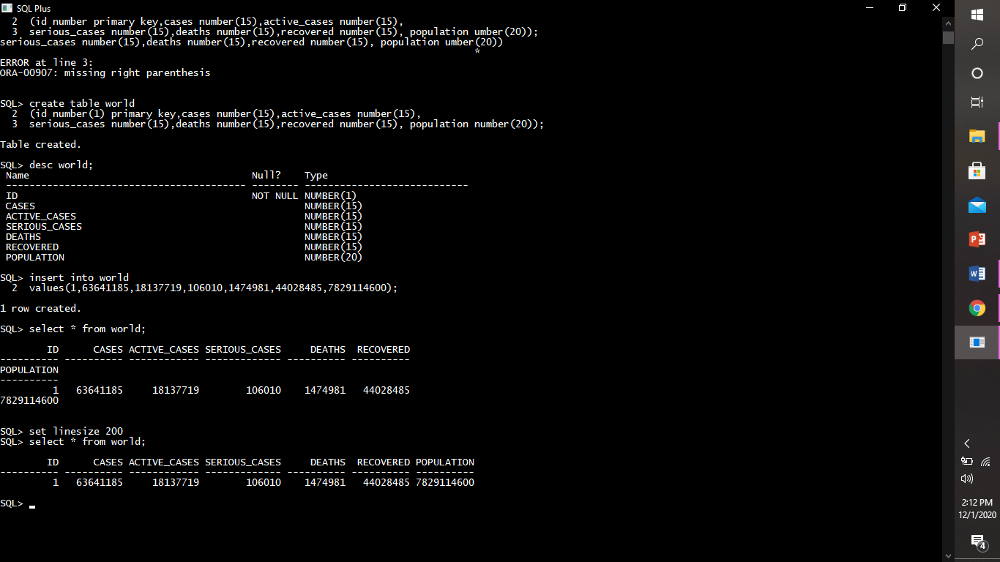 SQL Plus
  2  (id number primary key,cases number(15),active_cases number(15),
  3  serious_cases number(15),deaths number(15),recovered number(15), population umber(20));
serious_cases number(15),deaths number(15),recovered number(15), population umber(20))
                                                                                 *
ERROR at line 3:
ORA-00907: missing right parenthesis
SQL> create table world
  2  (id number(1) primary key,cases number(15),active_cases number(15),
  3  serious_cases number(15),deaths number(15),recovered number(15), population number(20));
Table created.
SQL> desc world;
 Name                                      Null?    Type
 ----------------------------------------- -------- ----------------------------
 ID                                        NOT NULL NUMBER(1)
 CASES                                              NUMBER(15)
 ACTIVE_CASES                                       NUMBER(15)
 SERIOUS_CASES                                      NUMBER(15)
 DEATHS                                             NUMBER(15)
 RECOVERED                                          NUMBER(15)
 POPULATION                                         NUMBER(20)
SQL> insert into world
  2  values(1,63641185,18137719,106010,1474981,44028485,7829114600);
1 row created.
SQL> select * from world;
        ID      CASES ACTIVE_CASES SERIOUS_CASES     DEATHS  RECOVERED
---------- ---------- ------------ ------------- ---------- ----------
POPULATION
----------
         1   63641185     18137719        106010    1474981   44028485
7829114600
SQL> set linesize 200
SQL> select * from world;
        ID      CASES ACTIVE_CASES SERIOUS_CASES     DEATHS  RECOVERED POPULATION
---------- ---------- ------------ ------------- ---------- ---------- ----------
         1   63641185     18137719        106010    1474981   44028485 7829114600
SQL>
P
W
2:12 PM
12/1/2020
4